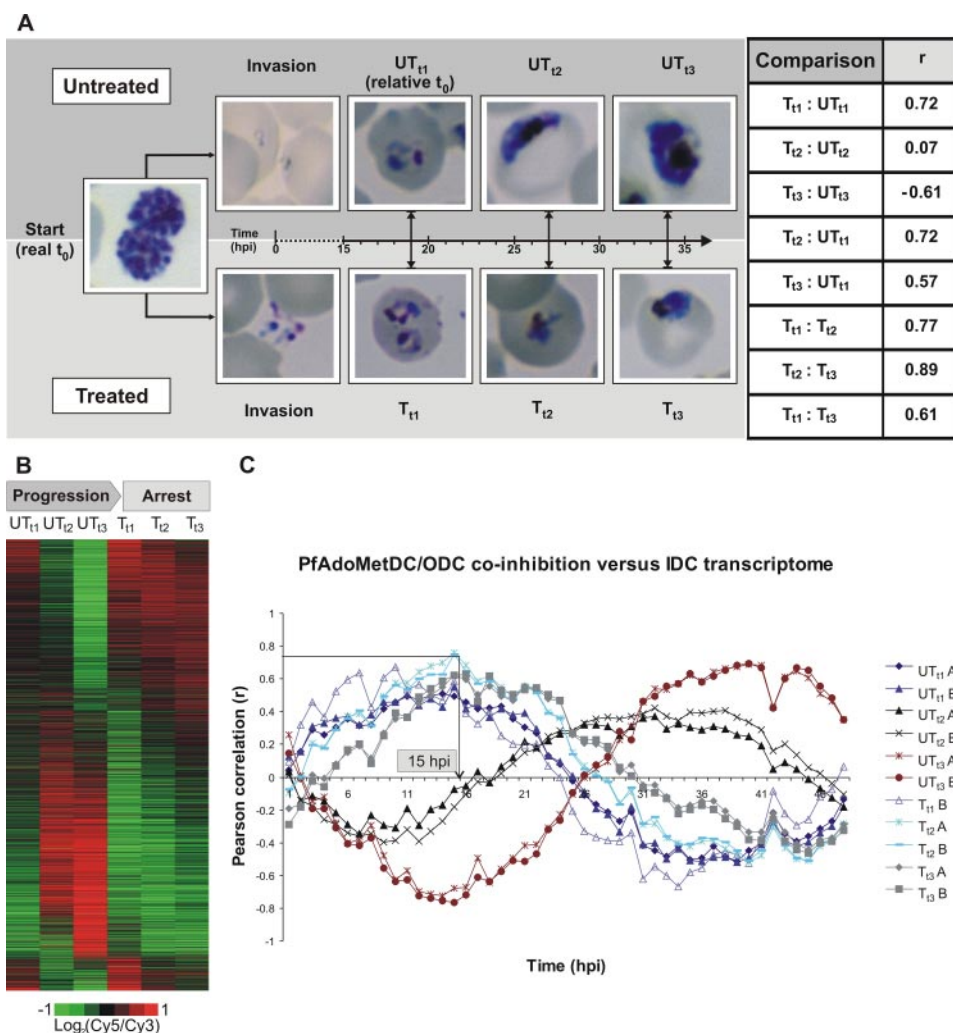 A
Untreated
Invasion
UTt1
(relative t0)
UTt2
UTt3
Start
(real t0)
Time
(hpi)
0 15 20 25 30 35
Treated
Invasion
Tt1
Tt2
Tt3
Comparison r
Tt1 : UTt1 0.72
Tt2 : UTt2 0.07
Tt3 : UTt3 -0.61
Tt2 : UTt1 0.72
Tt3 : UTt1 0.57
Tt1 : Tt2 0.77
Tt2 : Tt3 0.89
Tt1 : Tt3 0.61
B
Progression Arrest
UTt1 UTt2 UTt3 Tt1 Tt2 Tt3
-1 1
Log2(Cy5/Cy3)
C
PfAdoMetDC/ODC co-inhibition versus IDC transcriptome
Pearson correlation (r)
1
0.8
0.6
0.4
0.2
0
-0.2
-0.4
-0.6
-0.8
-1
15 hpi
6 11 16 21 26 31 36 41
Time (hpi)
UTt1 A
UTt1 B
UTt2 A
UTt2 B
UTt3 A
UTt3 B
Tt1 B
Tt2 A
Tt2 B
Tt3 A
Tt3 B